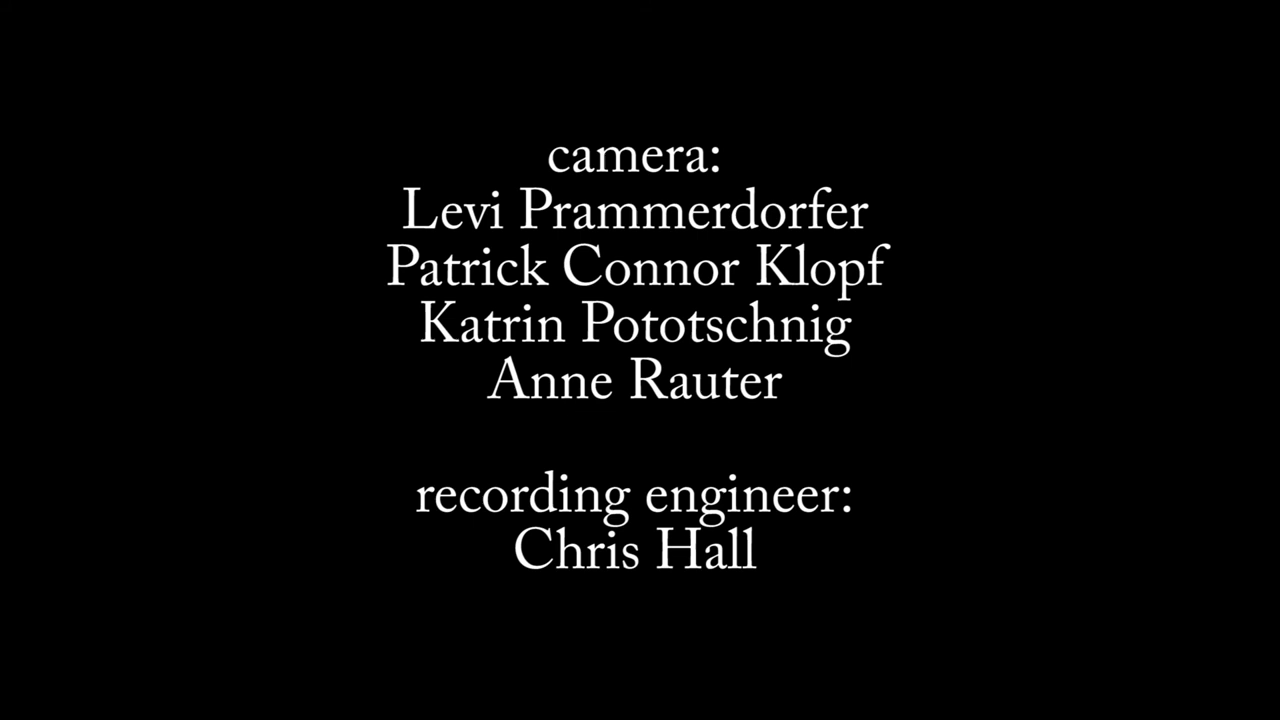 camera:
Levi Prammerdorfer
Patrick Connor Klopf
Katrin Pototschnig
Anne Rauter
recording engineer:
Chris Hall